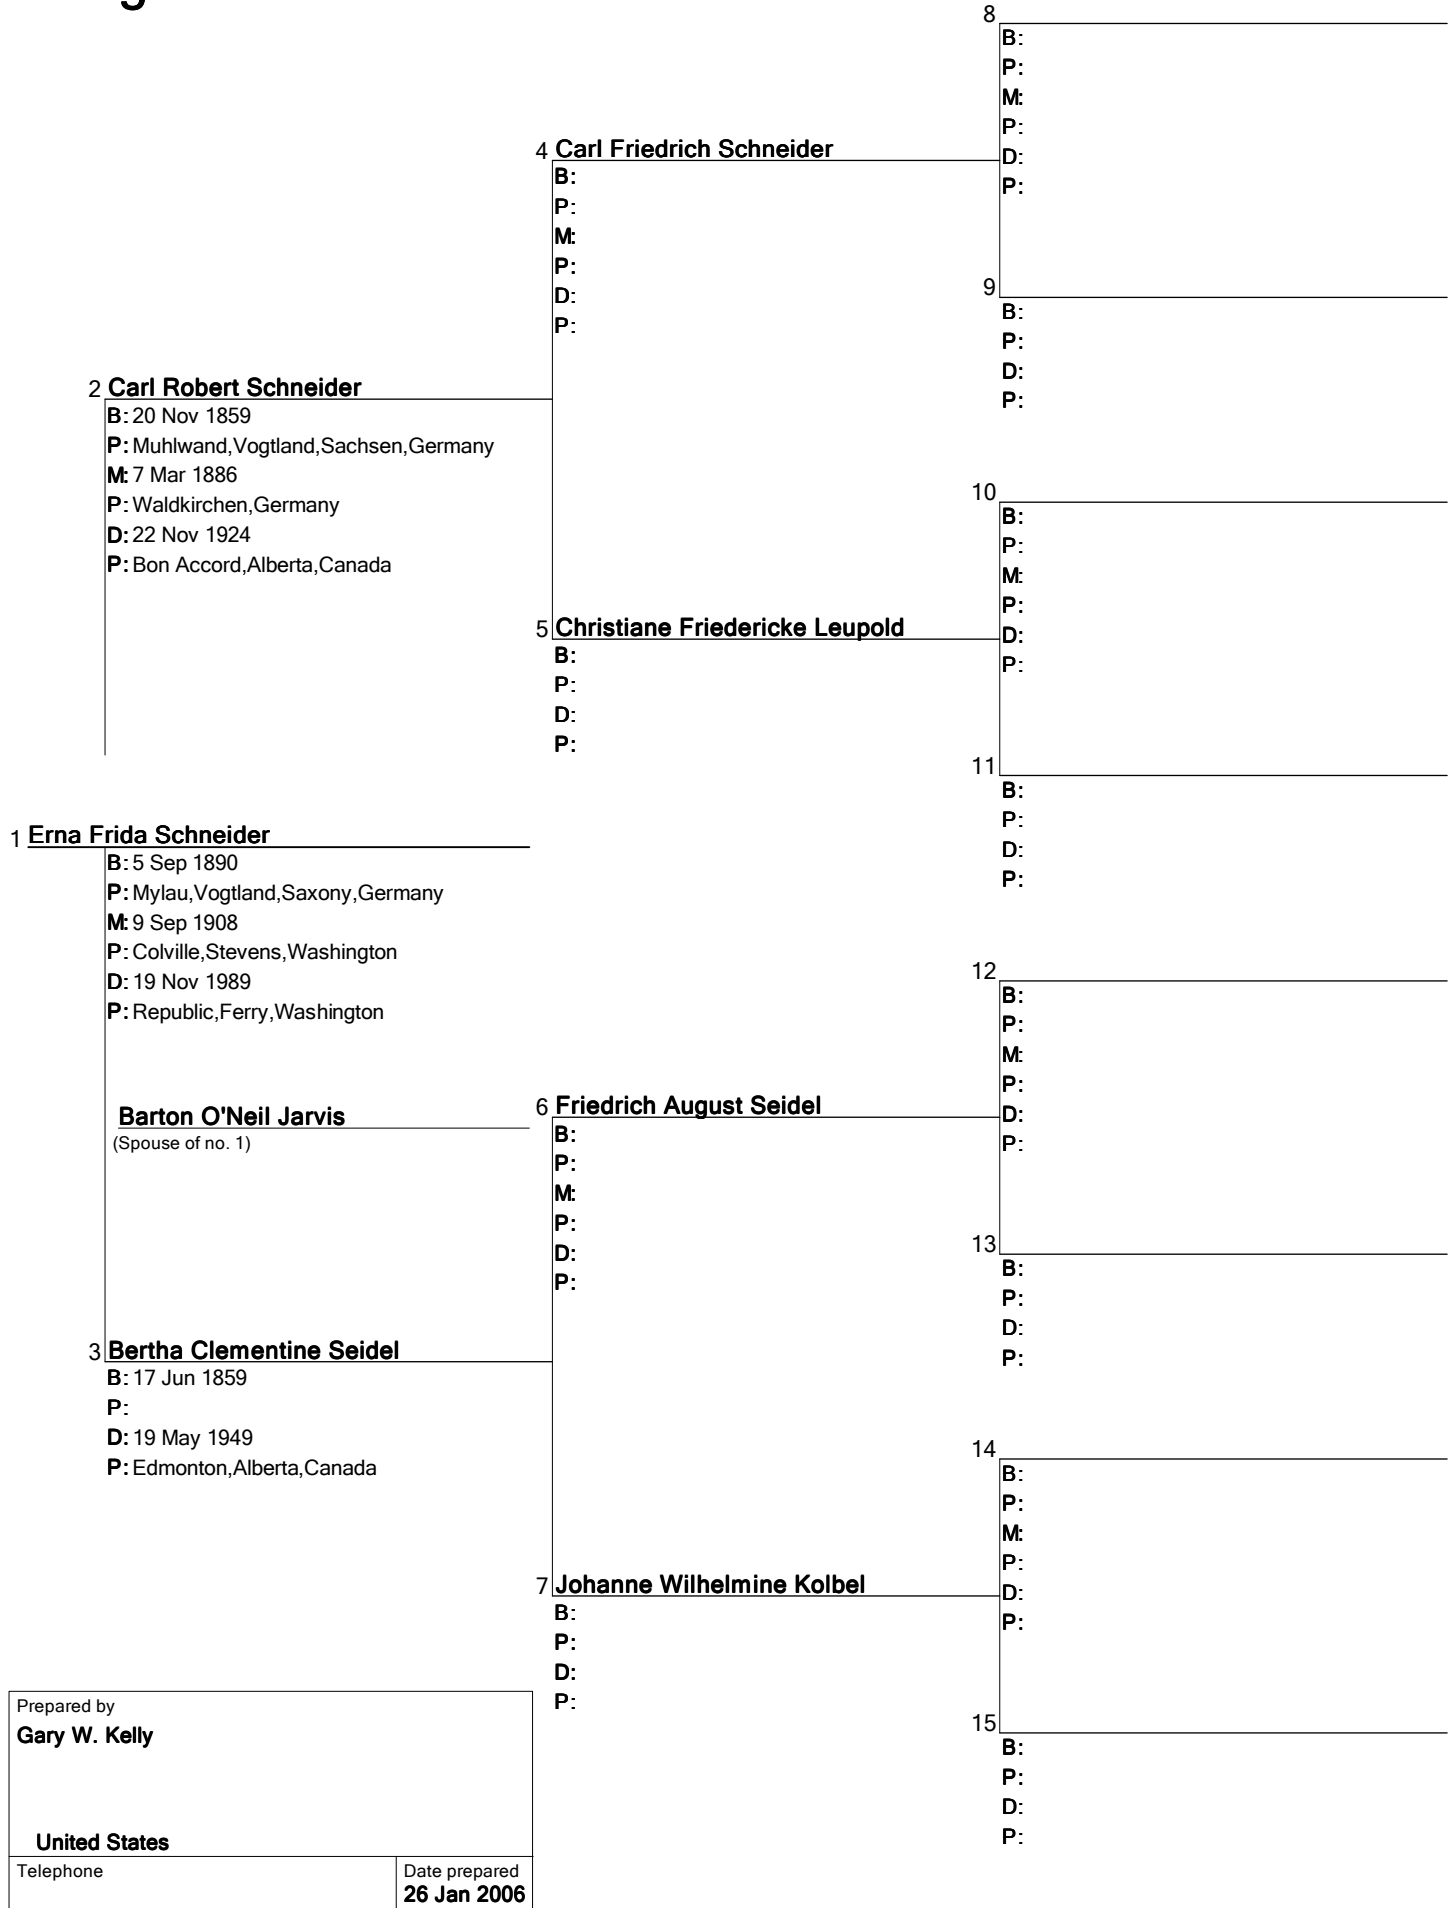 8
B:
P:
M:
P:
D:
P:
4 Carl Friedrich Schneider
B:
P:
M:
P:
D:
P:
9
B:
P:
D:
P:
2 Carl Robert Schneider
B: 20 Nov 1859
P: Muhlwand,Vogtland,Sachsen,Germany
M: 7 Mar 1886
P: Waldkirchen,Germany
D: 22 Nov 1924
P: Bon Accord,Alberta,Canada
10
B:
P:
M:
P:
D:
P:
5 Christiane Friedericke Leupold
B:
P:
D:
P:
11
B:
P:
D:
P:
1 Erna Frida Schneider
B: 5 Sep 1890
P: Mylau,Vogtland,Saxony,Germany
M: 9 Sep 1908
P: Colville,Stevens,Washington
D: 19 Nov 1989
P: Republic,Ferry,Washington
Barton O'Neil Jarvis
(Spouse of no. 1)
12
B:
P:
M:
P:
D:
P:
6 Friedrich August Seidel
B:
P:
M:
P:
D:
P:
13
B:
P:
D:
P:
3 Bertha Clementine Seidel
B: 17 Jun 1859
P:
D: 19 May 1949
P: Edmonton,Alberta,Canada
14
B:
P:
M:
P:
D:
P:
7 Johanne Wilhelmine Kolbel
B:
P:
D:
P:
15
B:
P:
D:
P:
Prepared by
Gary W. Kelly
United States
Telephone
Date prepared
26 Jan 2006